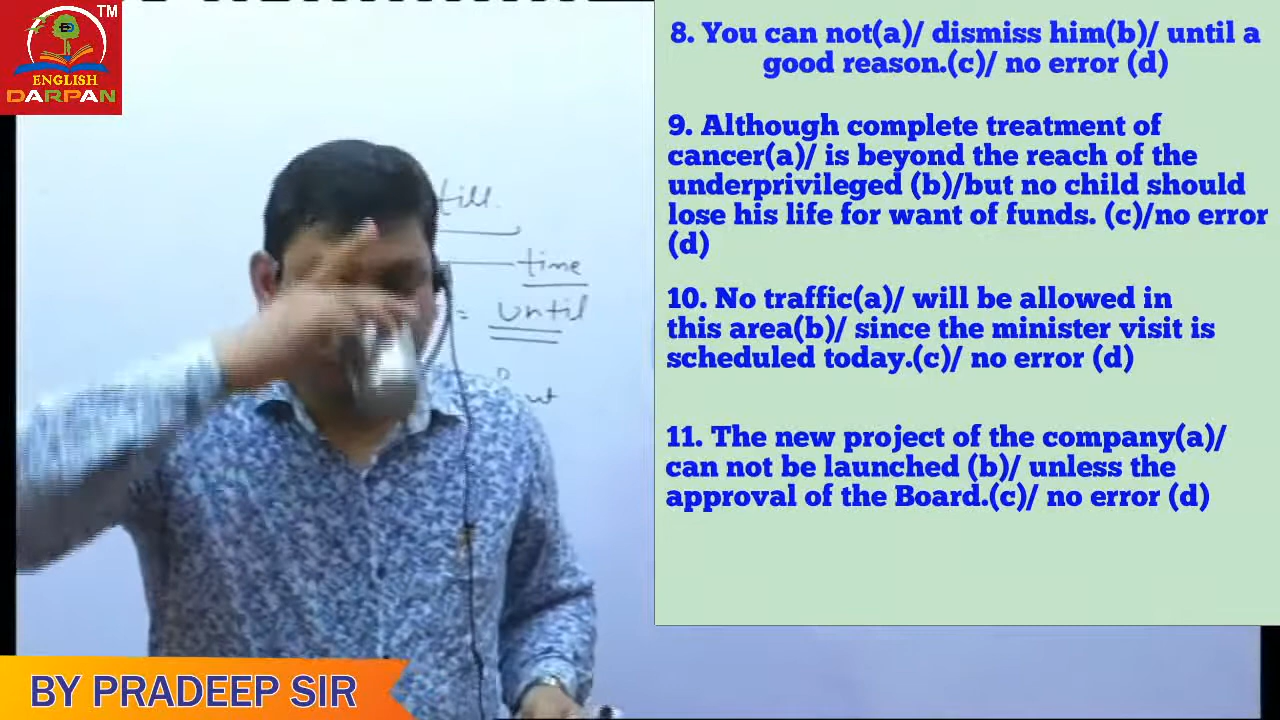 TM
ENGLISH
DARPAN
till.
time
= until
8. You can not(a)/ dismiss him(b)/ until a
good reason.(c)/ no error (d)
9. Although complete treatment of
cancer(a)/ is beyond the reach of the
underprivileged (b)/but no child should
lose his life for want of funds. (c)/no error
(d)
10. No traffic(a)/ will be allowed in
this area(b)/ since the minister visit is
scheduled today.(c)/ no error (d)
11. The new project of the company(a)/
can not be launched (b)/ unless the
approval of the Board.(c)/ no error (d)
BY PRADEEP SIR